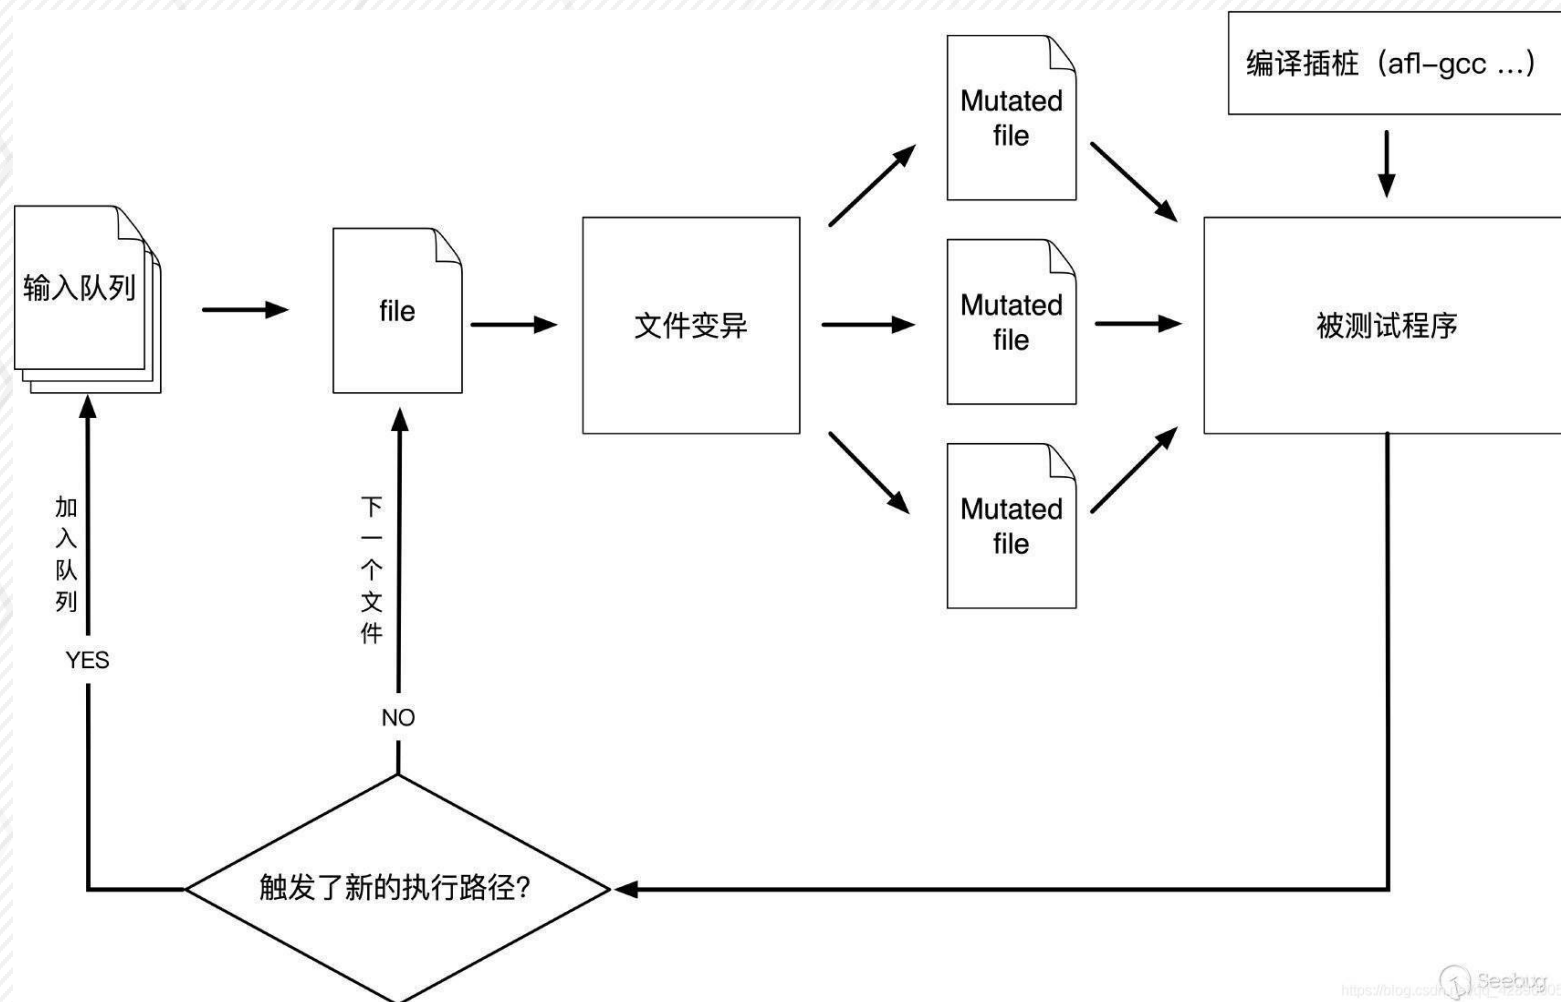 编译插桩（afl-gcc ...）
Mutated
file
输入队列
file
文件变异
Mutated
file
被测试程序
Mutated
file
加入队列
下一个文件
YES
NO
触发了新的执行路径？
Seebug